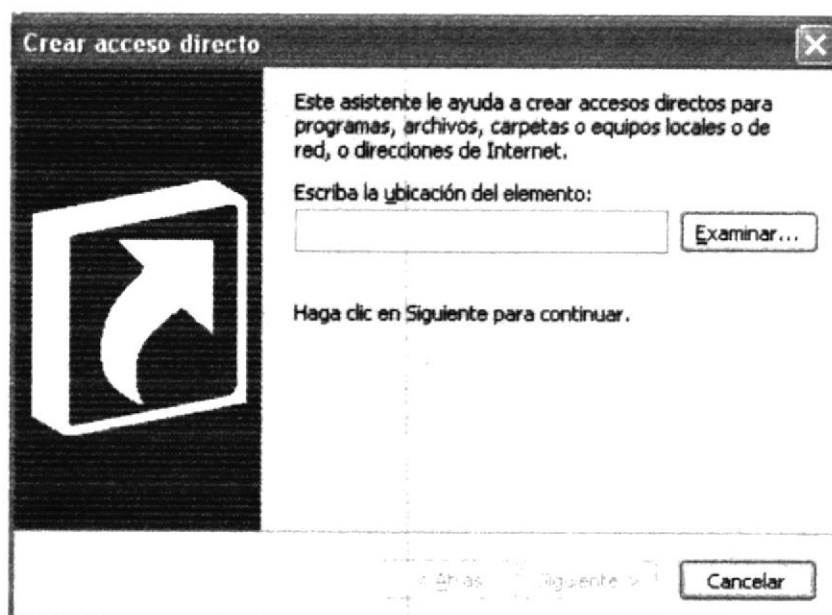 Crear acceso directo
Este asistente le ayuda a crear accesos directos para
programas, archivos, carpetas o equipos locales o de
red, o direcciones de Internet.
Escriba la ubicación del elemento:
Examinar...
Haga clic en Siguiente para continuar.
< Atrás Siguiente > Cancelar